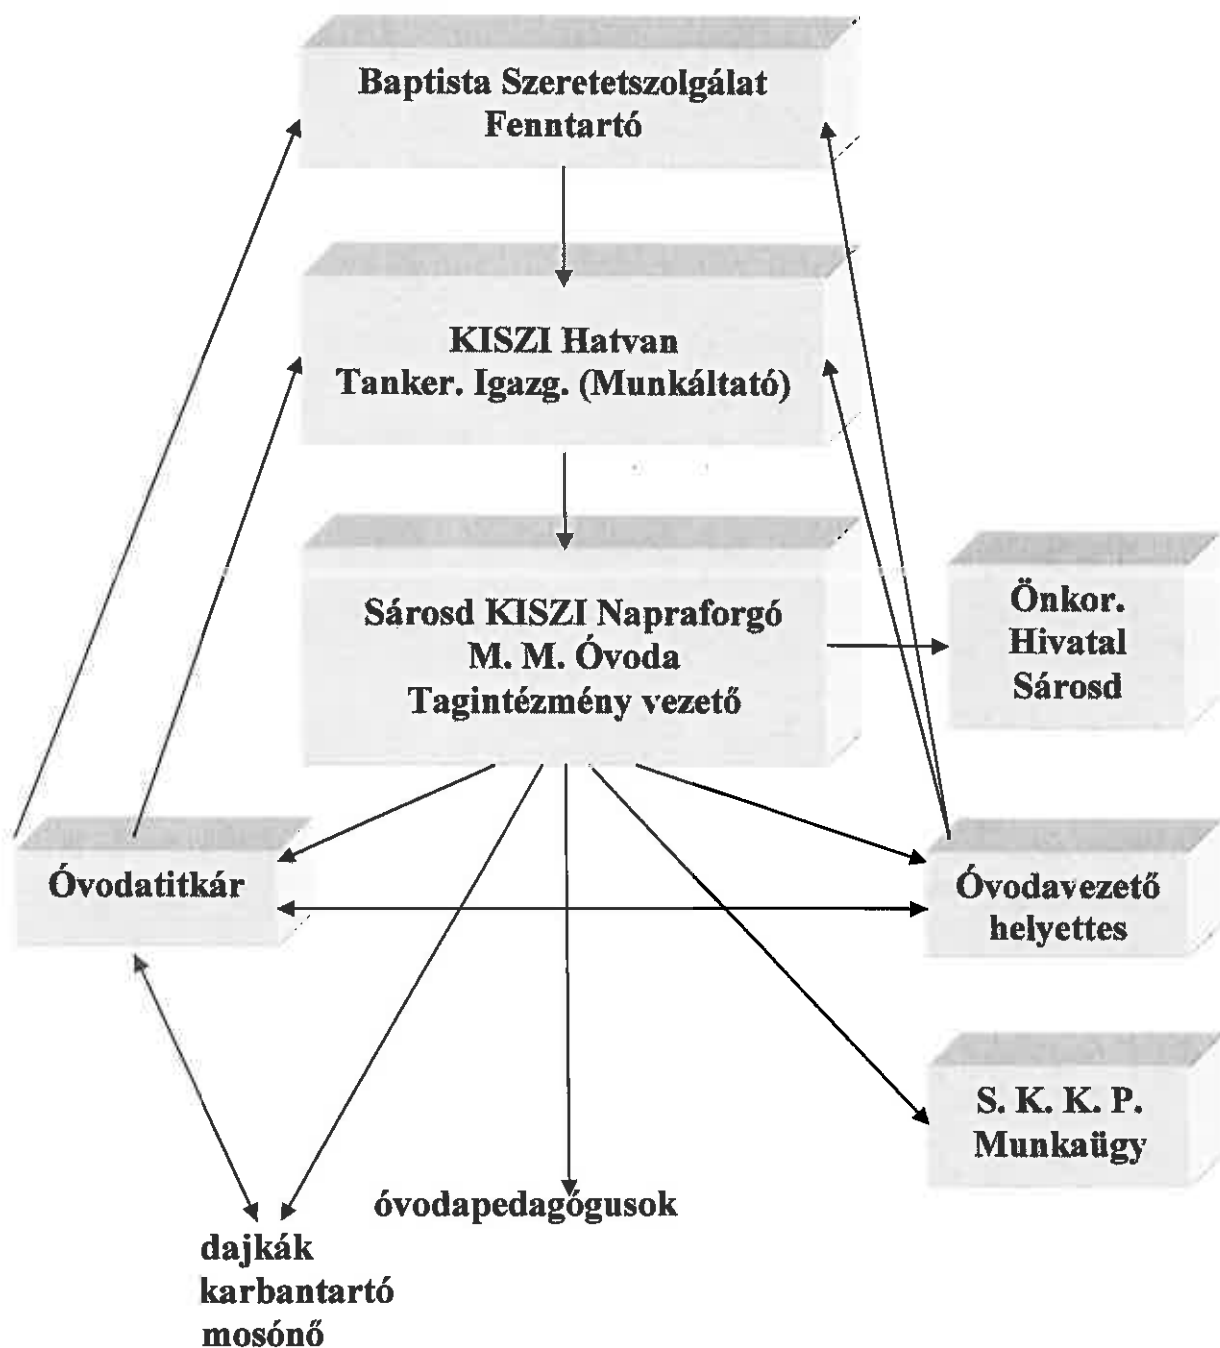 Baptista Szeretetszolgálat
Fenntartó
KISZI Hatvan
Tanker. Igazg. (Munkáltató)
Sárosd KISZI Napraforgó
M. M. Óvoda
Tagintézmény vezető
Önkor.
Hivatal
Sárosd
Óvodatitkár
Óvodavezető
helyettes
S. K. K. P.
Munkaügy
óvodapedagógusok
dajkák
karbantartó
mosónő